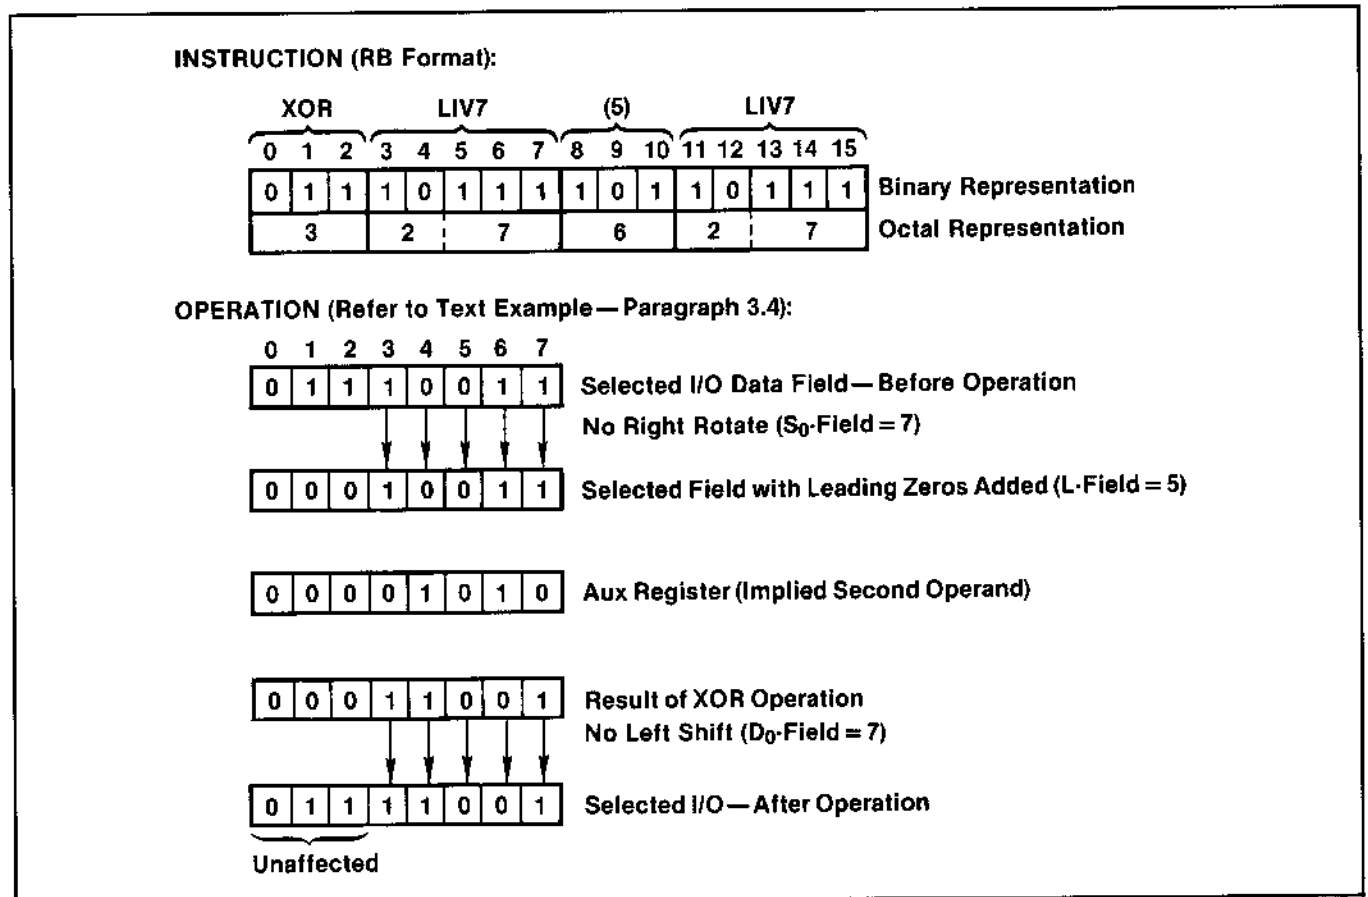 INSTRUCTION (RB Format):
XOR LIV7 (5) LIV7
0 1 2 3 4 5 6 7 8 9 10 11 12 13 14 15
0 1 1 1 0 1 1 1 1 0 1 1 0 1 1 1 Binary Representation
3 2 7 6 2 7 Octal Representation
OPERATION (Refer to Text Example—Paragraph 3.4):
0 1 2 3 4 5 6 7
0 1 1 1 0 0 1 1 Selected I/O Data Field—Before Operation
No Right Rotate (S₀-Field = 7)
0 0 0 1 0 0 1 1 Selected Field with Leading Zeros Added (L-Field = 5)
0 0 0 0 1 0 1 0 Aux Register (Implied Second Operand)
0 0 0 1 1 0 0 1 Result of XOR Operation
No Left Shift (D₀-Field = 7)
0 1 1 1 1 0 0 1 Selected I/O—After Operation
Unaffected